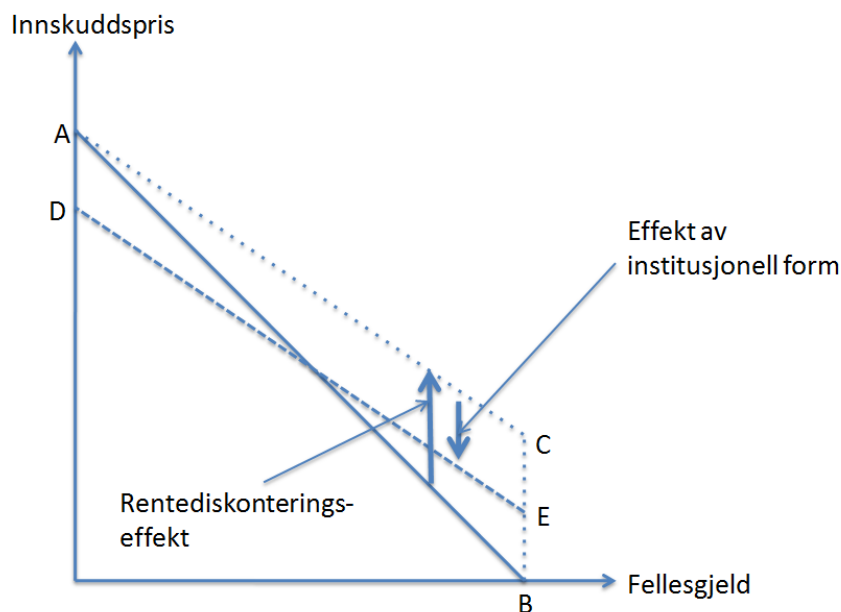 Innskuddspris
A
D
Effekt av
institusjonell form
C
E
Rentediskonterings-
effekt
Fellesgjeld
B